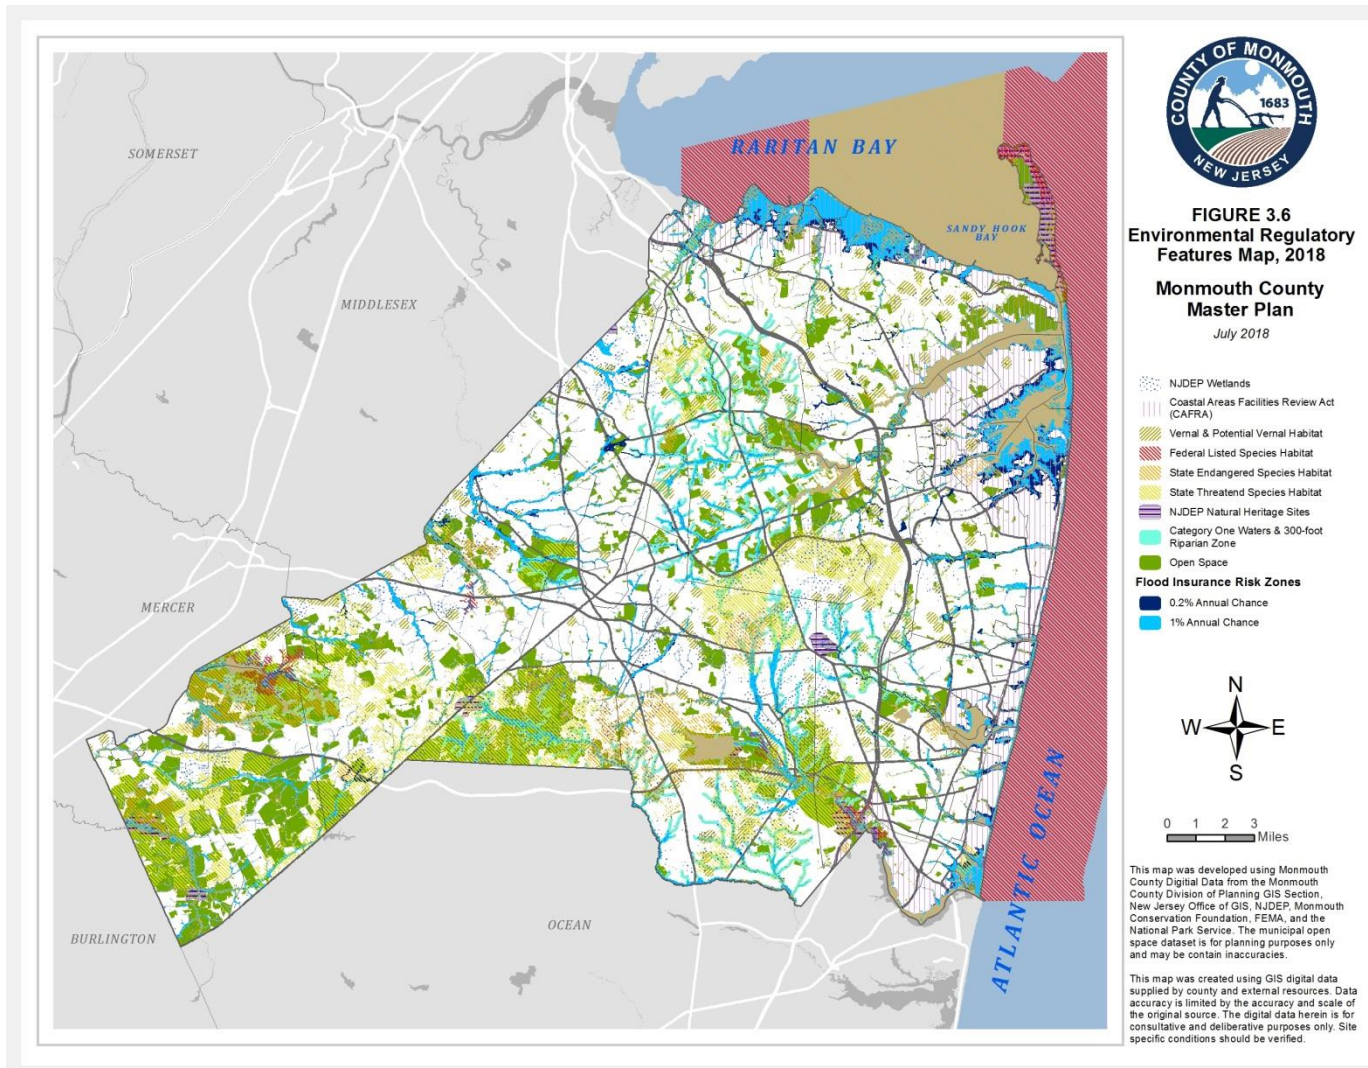 SOMERSET
MIDDLESEX
MERCER
BURLINGTON
OCEAN
RARITAN BAY
SANDY HOOK
BAY
ATLANTIC OCEAN
COUNTY OF MONMOUTH
1683
NEW JERSEY
FIGURE 3.6
Environmental Regulatory
Features Map, 2018
Monmouth County
Master Plan
July 2018
NJDEP Wetlands
Coastal Areas Facilities Review Act
(CAFRA)
Vernal & Potential Vernal Habitat
Federal Listed Species Habitat
State Endangered Species Habitat
State Threatend Species Habitat
NJDEP Natural Heritage Sites
Category One Waters & 300-foot
Riparian Zone
Open Space
Flood Insurance Risk Zones
0.2% Annual Chance
1% Annual Chance
N
W E
S
0 1 2 3
Miles
This map was developed using Monmouth
County Digitial Data from the Monmouth
County Division of Planning GIS Section,
New Jersey Office of GIS, NJDEP, Monmouth
Conservation Foundation, FEMA, and the
National Park Service. The municipal open
space dataset is for planning purposes only
and may be contain inaccuracies.
This map was created using GIS digital data
supplied by county and external resources. Data
accuracy is limited by the accuracy and scale of
the original source. The digital data herein is for
consultative and deliberative purposes only. Site
specific conditions should be verified.